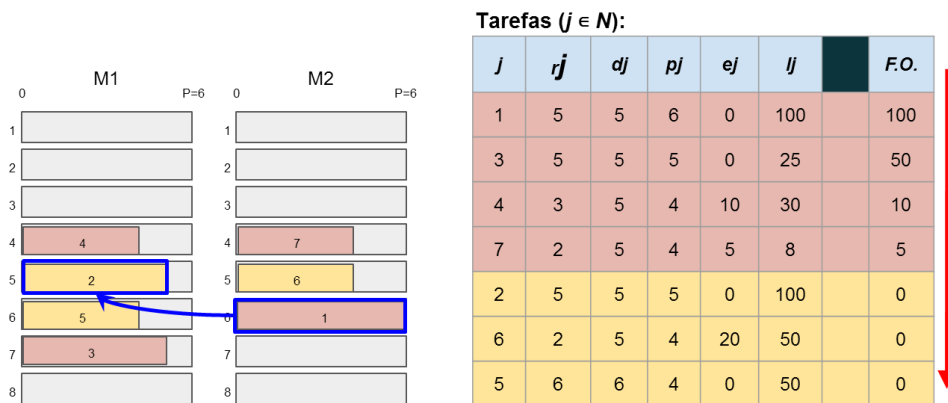 Tarefas (j ∈ N):
M1
0 P=6
1
2
3
4 4
5 2
6 5
7 3
8
M2
0 P=6
1
2
3
4 7
5 6
6 1
7
8
j rj dj pj ej lj F.O.
1 5 5 6 0 100 100
3 5 5 5 0 25 50
4 3 5 4 10 30 10
7 2 5 4 5 8 5
2 5 5 5 0 100 0
6 2 5 4 20 50 0
5 6 6 4 0 50 0